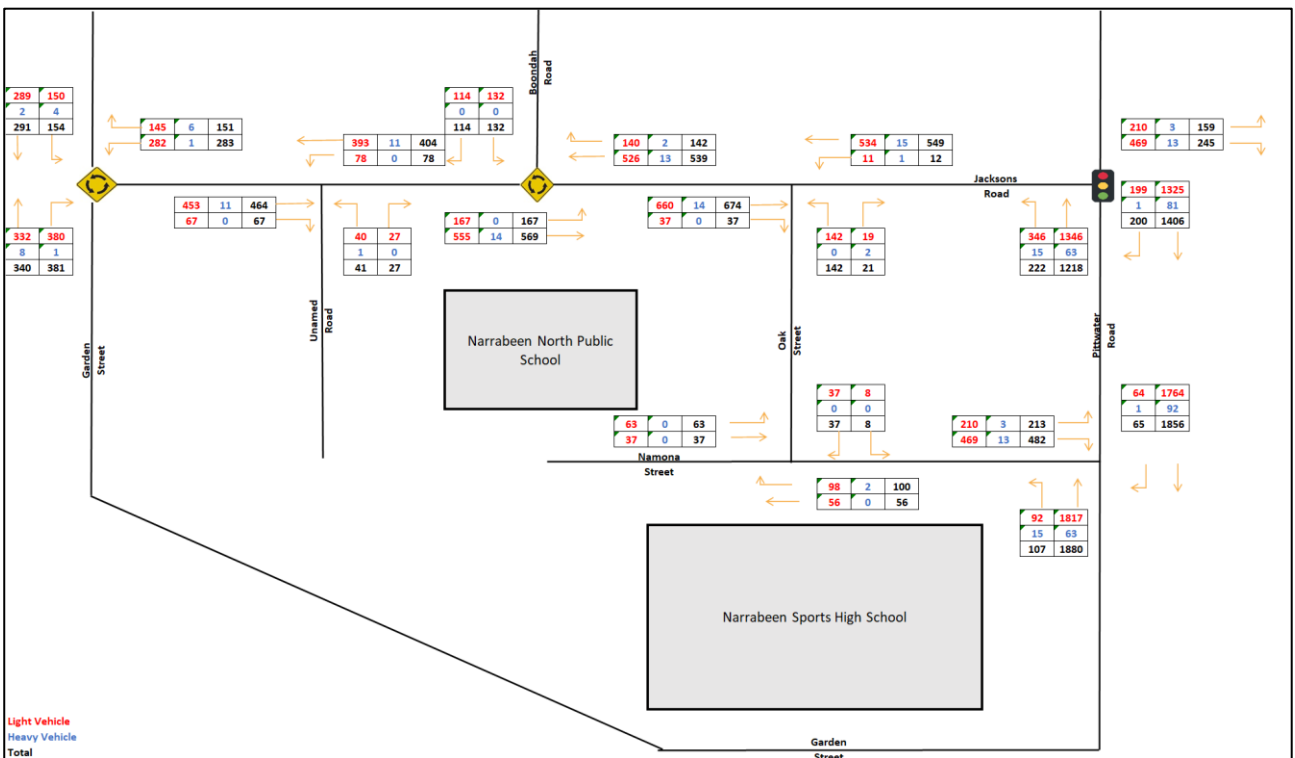 Boondah
Road
289 150
2 4
291 154
145 6 151
282 1 283
393 11 404
78 0 78
114 132
0 0
114 132
140 2 142
526 13 539
534 15 549
11 1 12
210 3 159
469 13 245
Jacksons
Road
199 1325
1 81
200 1406
453 11 464
67 0 67
167 0 167
555 14 569
660 14 674
37 0 37
332 380
8 1
340 381
40 27
1 0
41 27
142 19
0 2
142 21
346 1346
15 63
222 1218
Garden
Street
Unamed
Road
Narrabeen North Public
School
Oak
Street
Pittwater
Road
37 8
0 0
37 8
64 1764
1 92
65 1856
63 0 63
37 0 37
210 3 213
469 13 482
Namona
Street
98 2 100
56 0 56
92 1817
15 63
107 1880
Narrabeen Sports High School
Light Vehicle
Heavy Vehicle
Total
Garden
Street